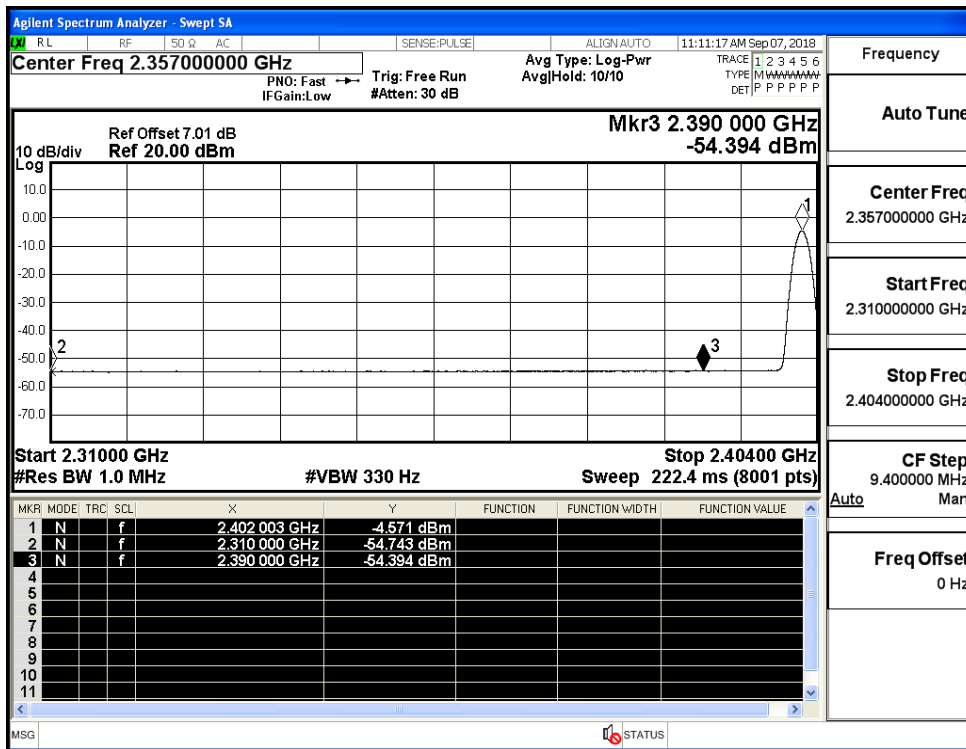 Agilent Spectrum Analyzer - Swept SA
LXI RL RF 50 Ω AC SENSE:PULSE ALIGN AUTO 11:11:17 AM Sep 07, 2018
Center Freq 2.357000000 GHz
PNO: Fast
IFGain:Low
Trig: Free Run
#Atten: 30 dB
Avg Type: Log-Pwr
Avg|Hold: 10/10
TRACE 1 2 3 4 5 6
TYPE M
DET P P P P P P
Ref Offset 7.01 dB
10 dB/div Ref 20.00 dBm
Log
Mkr3 2.390 000 GHz
-54.394 dBm
10.0
0.00
-10.0
-20.0
-30.0
-40.0
-50.0
-60.0
-70.0
1
2
3
Start 2.31000 GHz Stop 2.40400 GHz
#Res BW 1.0 MHz #VBW 330 Hz Sweep 222.4 ms (8001 pts)
MKR MODE TRC SCL X Y FUNCTION FUNCTION WIDTH FUNCTION VALUE
1 N f 2.402 003 GHz -4.571 dBm
2 N f 2.310 000 GHz -54.743 dBm
3 N f 2.390 000 GHz -54.394 dBm
4
5
6
7
8
9
10
11
MSG STATUS
Frequency
Auto Tune
Center Freq
2.357000000 GHz
Start Freq
2.310000000 GHz
Stop Freq
2.404000000 GHz
CF Step
9.400000 MHz
Auto Man
Freq Offset
0 Hz